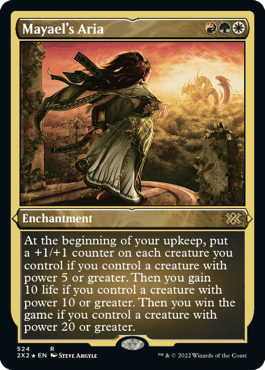 Mayael's Aria
Enchantment
At the beginning of your upkeep, put
a +1/+1 counter on each creature you
control if you control a creature with
power 5 or greater. Then you gain
10 life if you control a creature with
power 10 or greater. Then you win the
game if you control a creature with
power 20 or greater.
524 R
2X2 ★ EN Steve Argyle
™ & © 2022 Wizards of the Coast